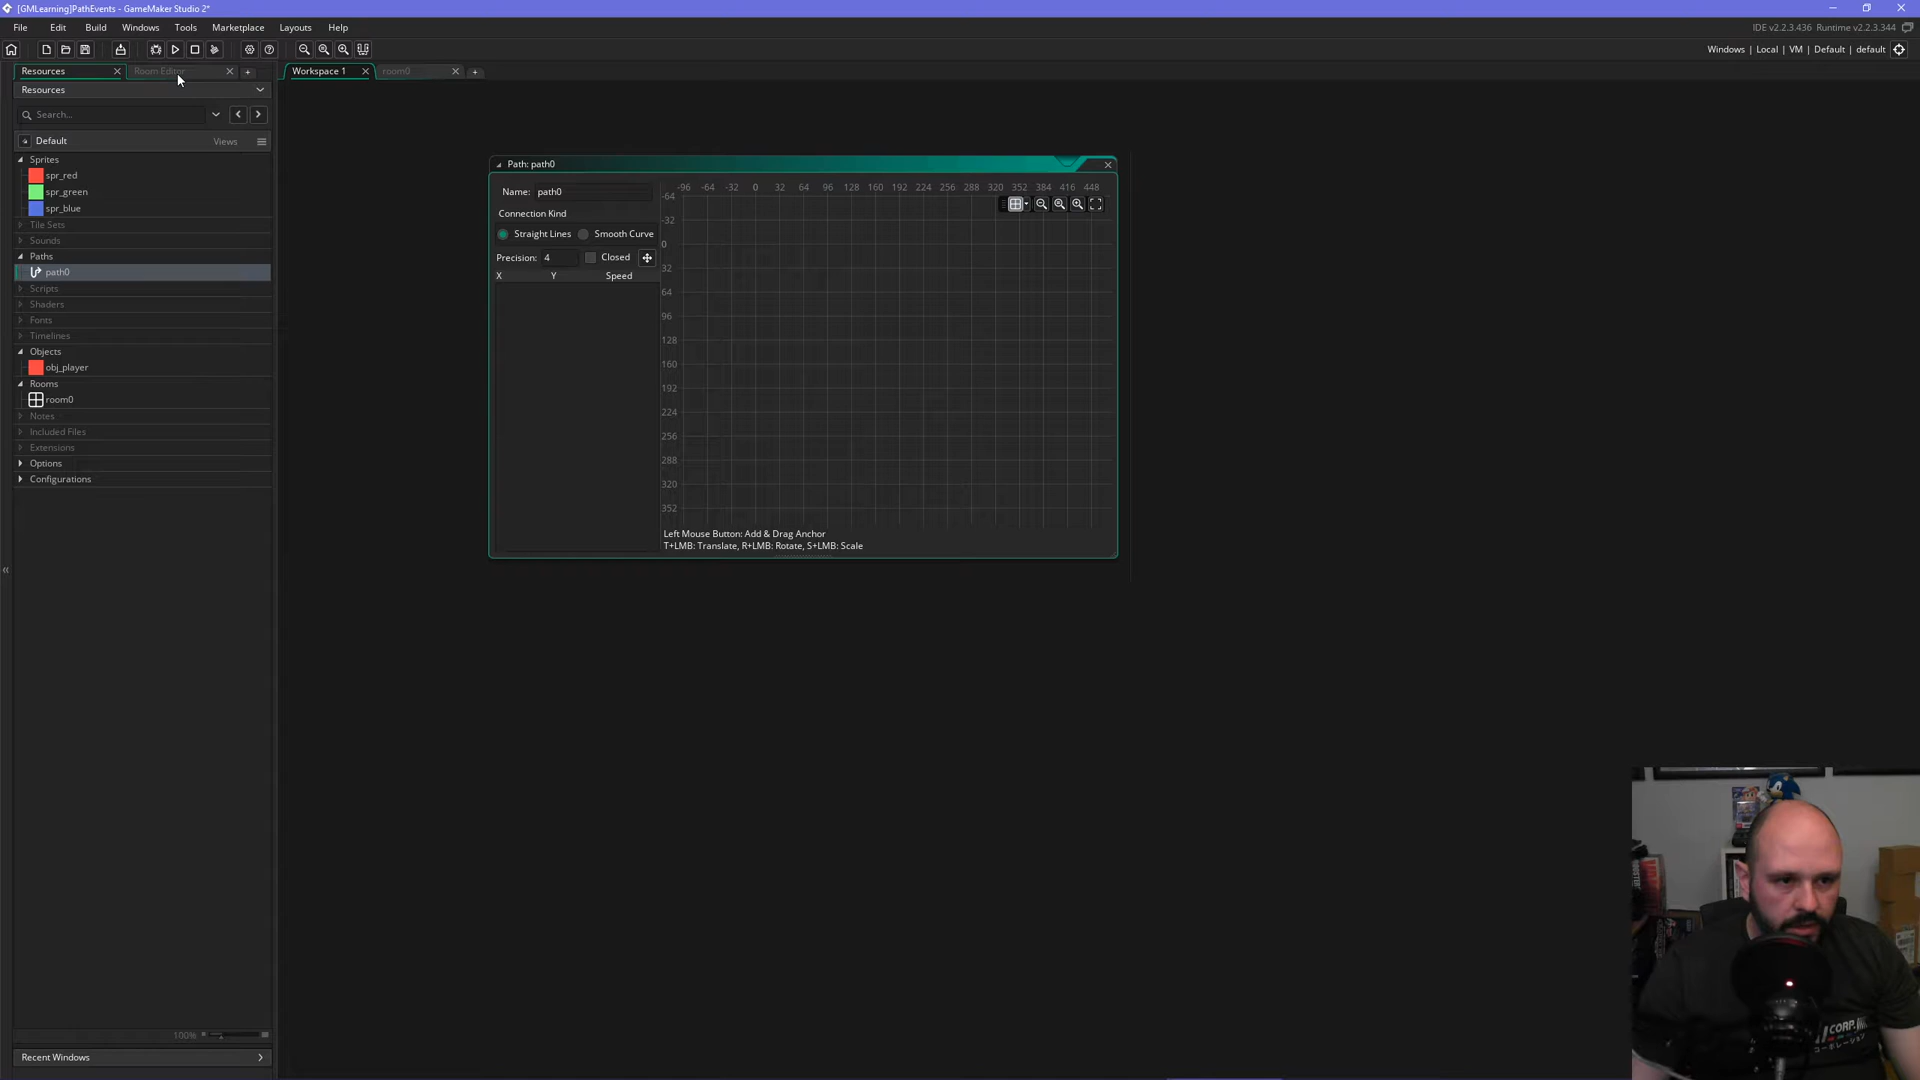 [GMLearning]PathEvents - GameMaker Studio 2*
File Edit Build Windows Tools Marketplace Layouts Help
IDE v2.2.3.436 Runtime v2.2.3.344
Windows | Local | VM | Default | default
Resources
Room Editor
Workspace 1
room0
Resources
Search...
Default
Views
Sprites
spr_red
spr_green
spr_blue
Tile Sets
Sounds
Paths
path0
Scripts
Shaders
Fonts
Timelines
Objects
obj_player
Rooms
room0
Notes
Included Files
Extensions
Options
Configurations
100%
Recent Windows
Path: path0
Name: path0
Connection Kind
Straight Lines Smooth Curve
Precision: 4 Closed
X Y Speed
-96 -64 -32 0 32 64 96 128 160 192 224 256 288 320 352 384 416 448
-64
-32
0
32
64
96
128
160
192
224
256
288
320
352
Left Mouse Button: Add & Drag Anchor
T+LMB: Translate, R+LMB: Rotate, S+LMB: Scale
CORP.